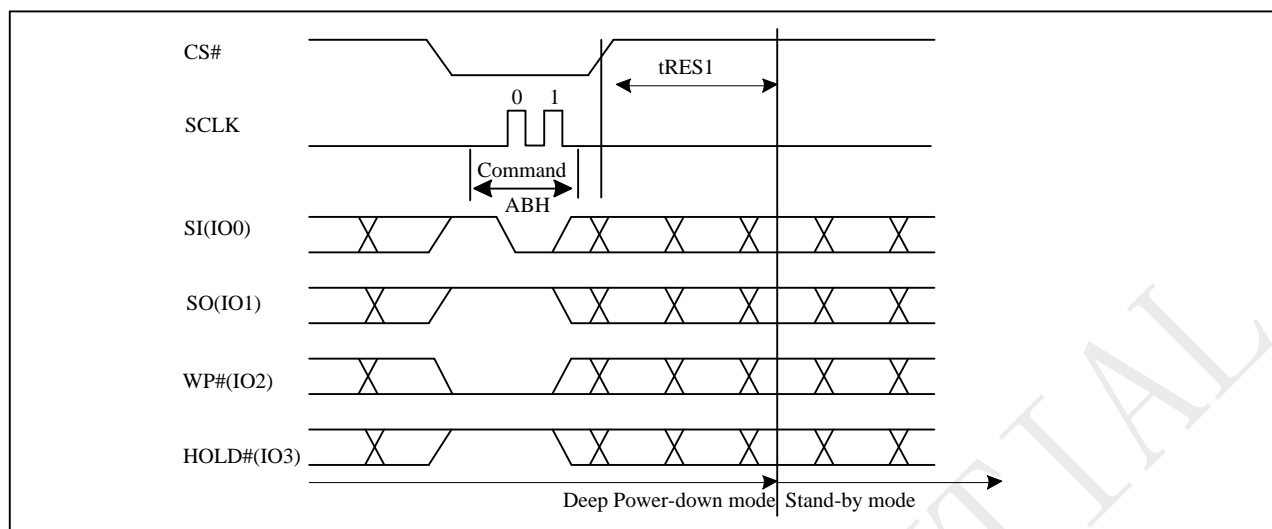 CS#
tRES1
0 1
SCLK
Command
ABH
SI(IO0)
SO(IO1)
WP#(IO2)
HOLD#(IO3)
Deep Power-down mode Stand-by mode
TIAL